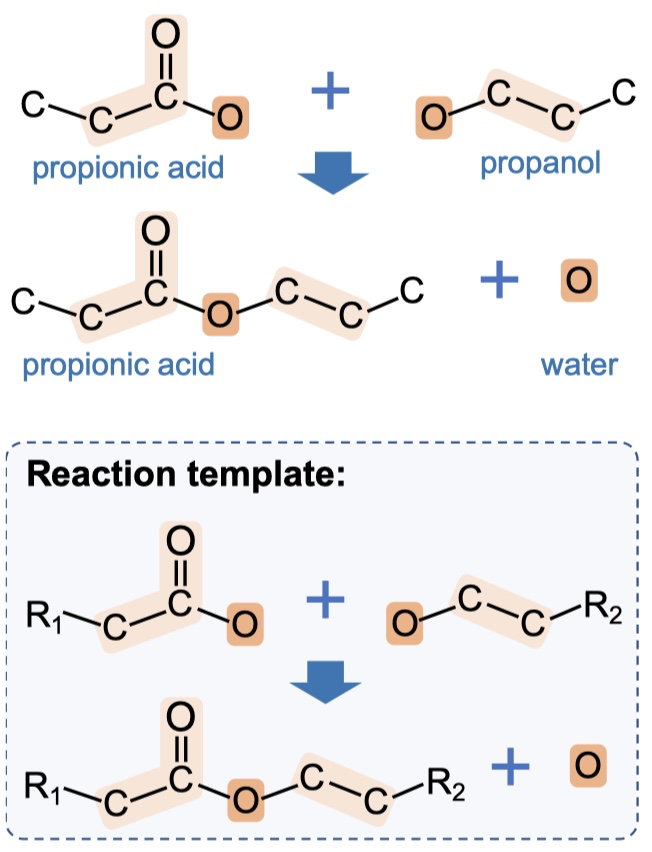 O
C C C O + O C C C
propionic acid propanol
O
C C C O C C C + O
propionic acid water
Reaction template:
O
R1 C C O + O C C R2
O
R1 C C O C C R2 + O